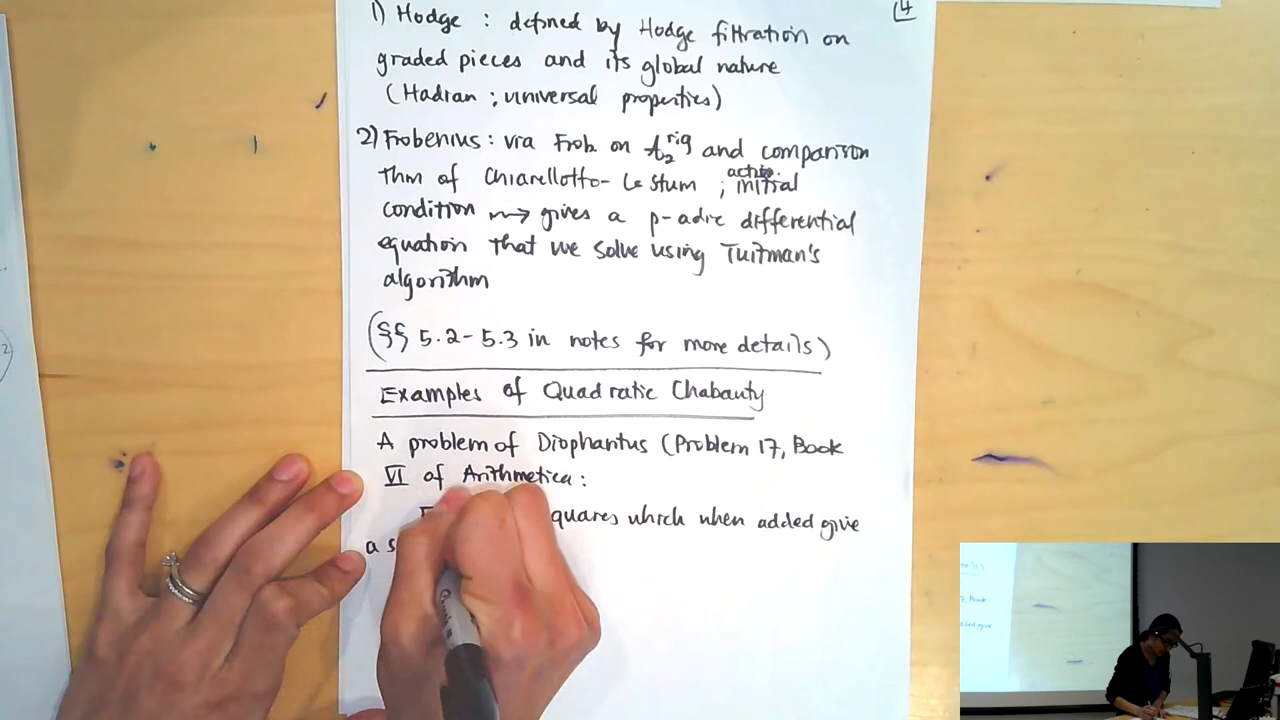 4
1) Hodge : defined by Hodge filtration on
graded pieces and its global nature
(Hadian ; universal properties)
2) Frobenius : via Frob. on A₂^rig and comparison
thm of Chiarellotto - Le Stum ; initial
condition ⇝ gives a p-adic differential
equation that we solve using Tuitman's
algorithm
(§§ 5.2 - 5.3 in notes for more details)
Examples of Quadratic Chabauty
A problem of Diophantus (Problem 17, Book
VI of Arithmetica:
quares which when added give
a s